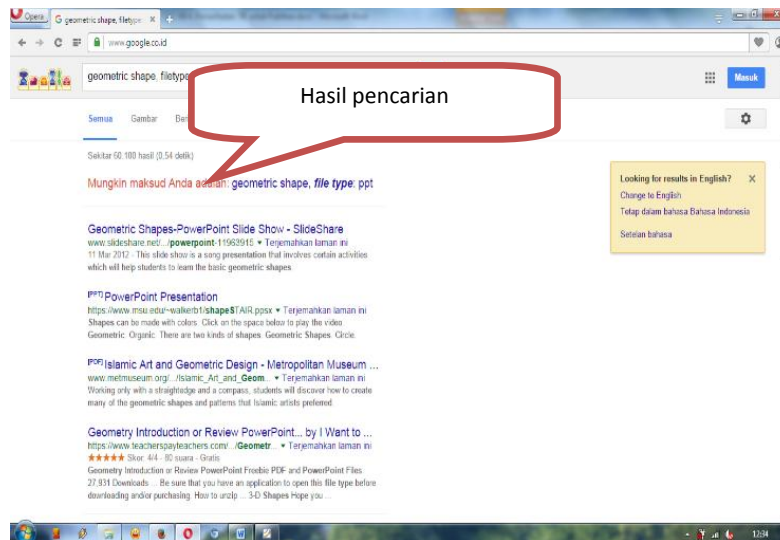 Opera
geometric shape, filetype
www.google.co.id
geometric shape, filetype
Masuk
Hasil pencarian
Semua Gambar
Sekitar 60.100 hasil (0,54 detik)
Mungkin maksud Anda adalah: geometric shape, file type: ppt
Looking for results in English? X
Change to English
Tetap dalam bahasa Bahasa Indonesia
Setelan bahasa
Geometric Shapes-PowerPoint Slide Show - SlideShare
www.slideshare.net/.../powerpoint-11963915 ▾ Terjemahkan laman ini
11 Mar 2012 - This slide show is a song presentation that involves certain activities
which will help students to learn the basic geometric shapes
[PPT] PowerPoint Presentation
https://www.msu.edu/~walkerb1/shapeSTAIR.ppsx ▾ Terjemahkan laman ini
Shapes can be made with colors. Click on the space below to play the video
Geometric. Organic. There are two kinds of shapes. Geometric Shapes. Circle.
[PDF] Islamic Art and Geometric Design - Metropolitan Museum ...
www.metmuseum.org/.../Islamic_Art_and_Geom... ▾ Terjemahkan laman ini
Working only with a straightedge and a compass, students will discover how to create
many of the geometric shapes and patterns that Islamic artists preferred.
Geometry Introduction or Review PowerPoint... by I Want to ...
https://www.teacherspayteachers.com/.../Geometr... ▾ Terjemahkan laman ini
★★★★★ Skor: 4/4 - 80 suara - Gratis
Geometry Introduction or Review PowerPoint Freebie PDF and PowerPoint Files
27,931 Downloads ... Be sure that you have an application to open this file type before
downloading and/or purchasing. How to unzip ... 3-D Shapes Hope you ...
12:34